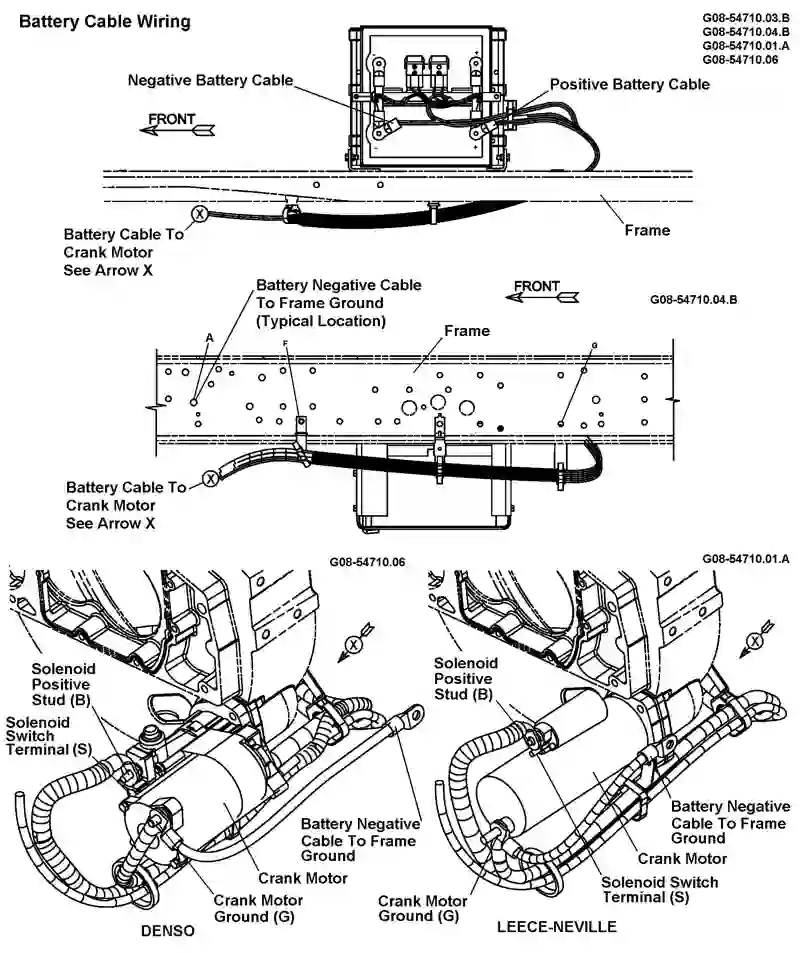 Battery Cable Wiring
G08-54710.03.B
G08-54710.04.B
G08-54710.01.A
G08-54710.06
Negative Battery Cable
Positive Battery Cable
FRONT
X
Battery Cable To
Crank Motor
See Arrow X
Frame
Battery Negative Cable
To Frame Ground
(Typical Location)
FRONT
G08-54710.04.B
Frame
A
F
G
X
Battery Cable To
Crank Motor
See Arrow X
G08-54710.06
G08-54710.01.A
X
Solenoid
Positive
Stud (B)
Solenoid
Switch
Terminal (S)
Battery Negative
Cable To Frame
Ground
Crank Motor
Crank Motor
Ground (G)
DENSO
X
Solenoid
Positive
Stud (B)
Battery Negative
Cable To Frame
Ground
Crank Motor
Solenoid Switch
Terminal (S)
Crank Motor
Ground (G)
LEECE-NEVILLE